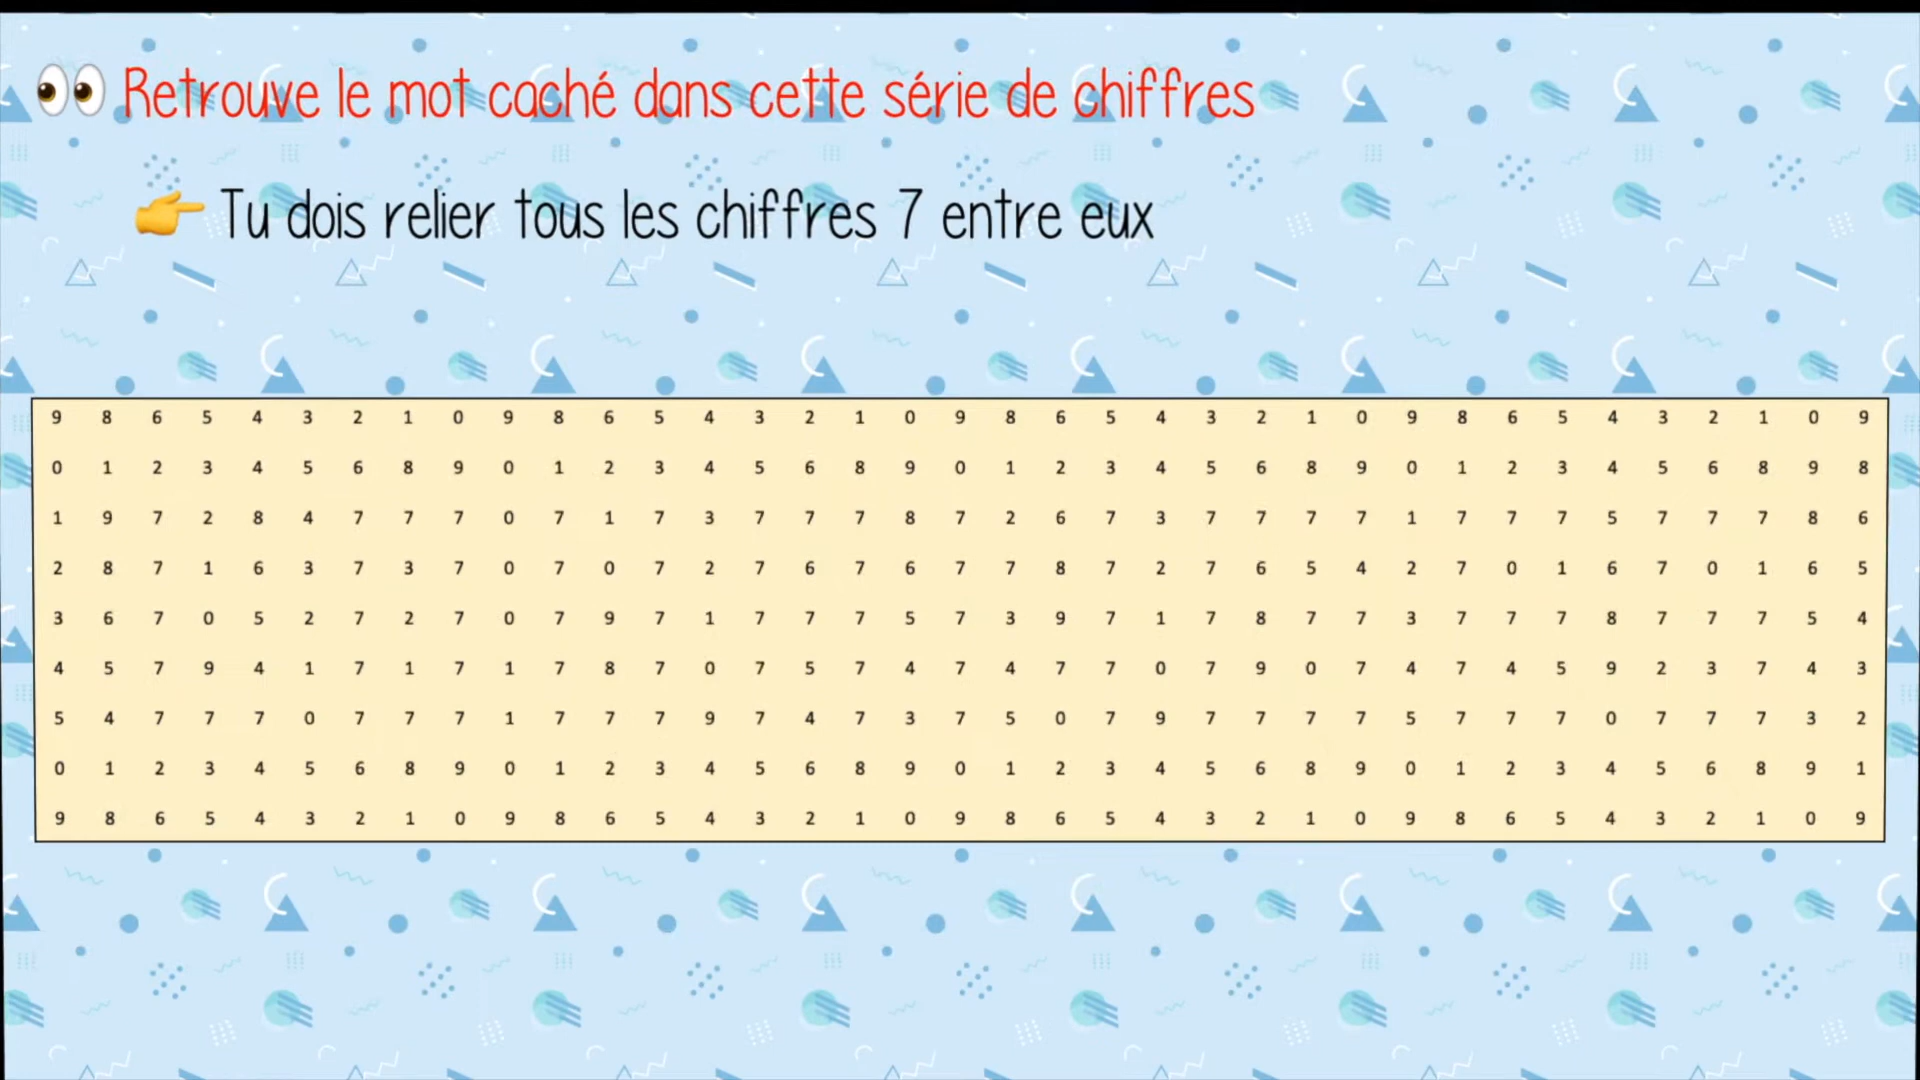 Retrouve le mot caché dans cette série de chiffres
Tu dois relier tous les chiffres 7 entre eux
9 8 6 5 4 3 2 1 0 9 8 6 5 4 3 2 1 0 9 8 6 5 4 3 2 1 0 9 8 6 5 4 3 2 1 0 9
0 1 2 3 4 5 6 8 9 0 1 2 3 4 5 6 8 9 0 1 2 3 4 5 6 8 9 0 1 2 3 4 5 6 8 9 8
1 9 7 2 8 4 7 7 7 0 7 1 7 3 7 7 7 8 7 2 6 7 3 7 7 7 7 1 7 7 7 5 7 7 7 8 6
2 8 7 1 6 3 7 3 7 0 7 0 7 2 7 6 7 6 7 7 8 7 2 7 6 5 4 2 7 0 1 6 7 0 1 6 5
3 6 7 0 5 2 7 2 7 0 7 9 7 1 7 7 7 5 7 3 9 7 1 7 8 7 7 3 7 7 7 8 7 7 7 5 4
4 5 7 9 4 1 7 1 7 1 7 8 7 0 7 5 7 4 7 4 7 7 0 7 9 0 7 4 7 4 5 9 2 3 7 4 3
5 4 7 7 7 0 7 7 7 1 7 7 7 9 7 4 7 3 7 5 0 7 9 7 7 7 7 5 7 7 7 0 7 7 7 3 2
0 1 2 3 4 5 6 8 9 0 1 2 3 4 5 6 8 9 0 1 2 3 4 5 6 8 9 0 1 2 3 4 5 6 8 9 1
9 8 6 5 4 3 2 1 0 9 8 6 5 4 3 2 1 0 9 8 6 5 4 3 2 1 0 9 8 6 5 4 3 2 1 0 9